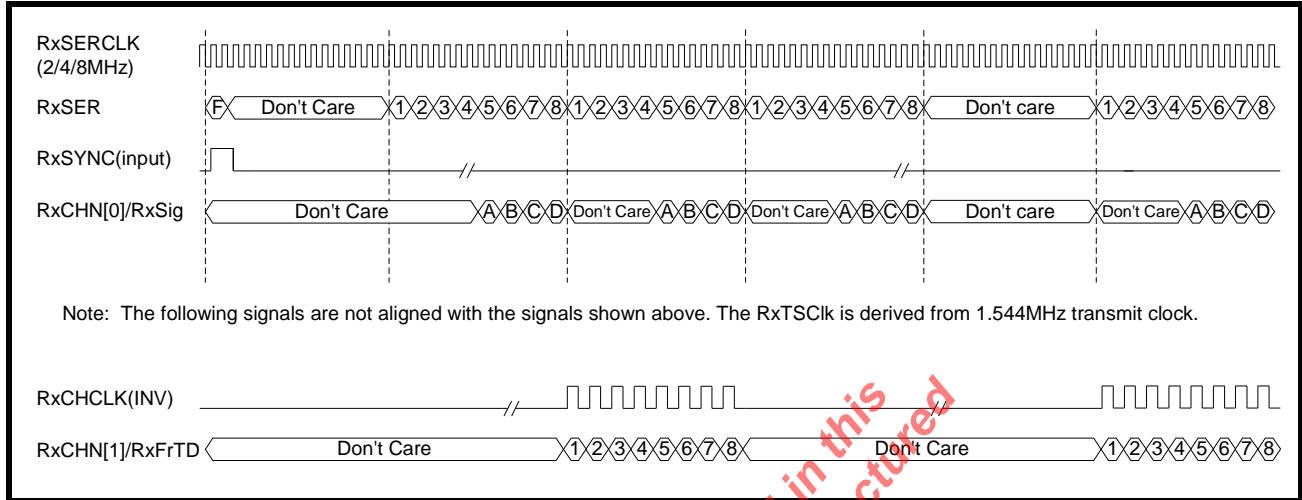 RxSERCLK
(2/4/8MHz)
RxSER F Don't Care 1 2 3 4 5 6 7 8 1 2 3 4 5 6 7 8 1 2 3 4 5 6 7 8 Don't care 1 2 3 4 5 6 7 8
RxSYNC(input) // //
RxCHN[0]/RxSig Don't Care A B C D Don't Care A B C D Don't Care A B C D Don't care Don't Care A B C D
Note: The following signals are not aligned with the signals shown above. The RxTSClk is derived from 1.544MHz transmit clock.
RxCHCLK(INV) // //
RxCHN[1]/RxFrTD Don't Care 1 2 3 4 5 6 7 8 Don't Care 1 2 3 4 5 6 7 8
in this
ctured